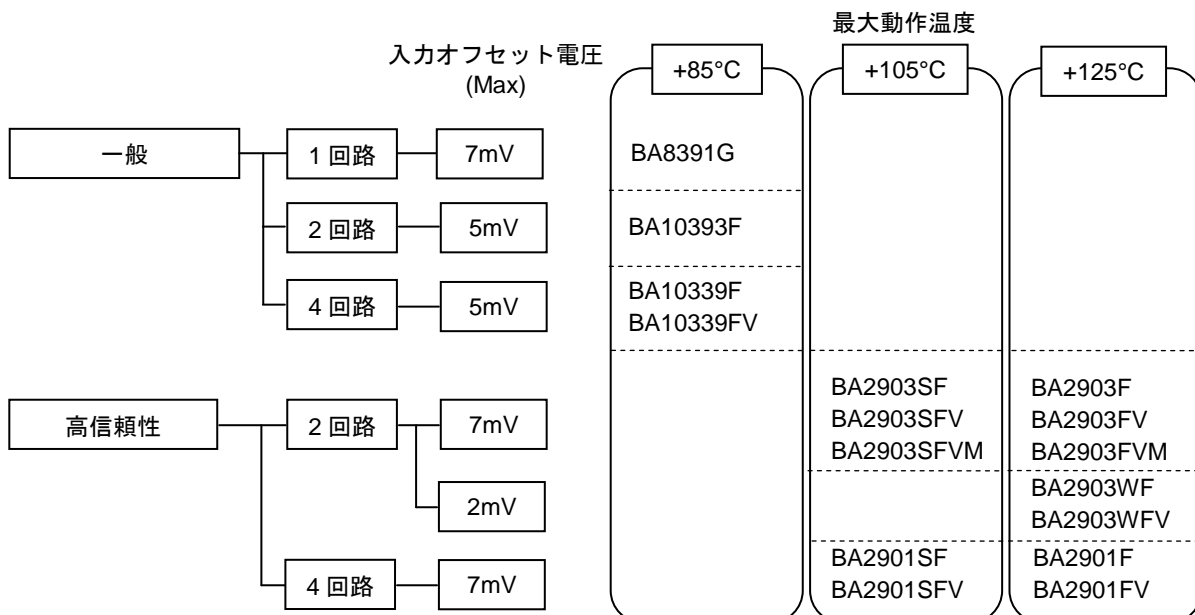 最大動作温度
入力オフセット電圧
(Max)
+85°C
+105°C
+125°C
一般
1 回路
7mV
BA8391G
2 回路
5mV
BA10393F
4 回路
5mV
BA10339F
BA10339FV
高信頼性
2 回路
7mV
BA2903SF
BA2903SFV
BA2903SFVM
BA2903F
BA2903FV
BA2903FVM
2mV
BA2903WF
BA2903WFV
4 回路
7mV
BA2901SF
BA2901SFV
BA2901F
BA2901FV